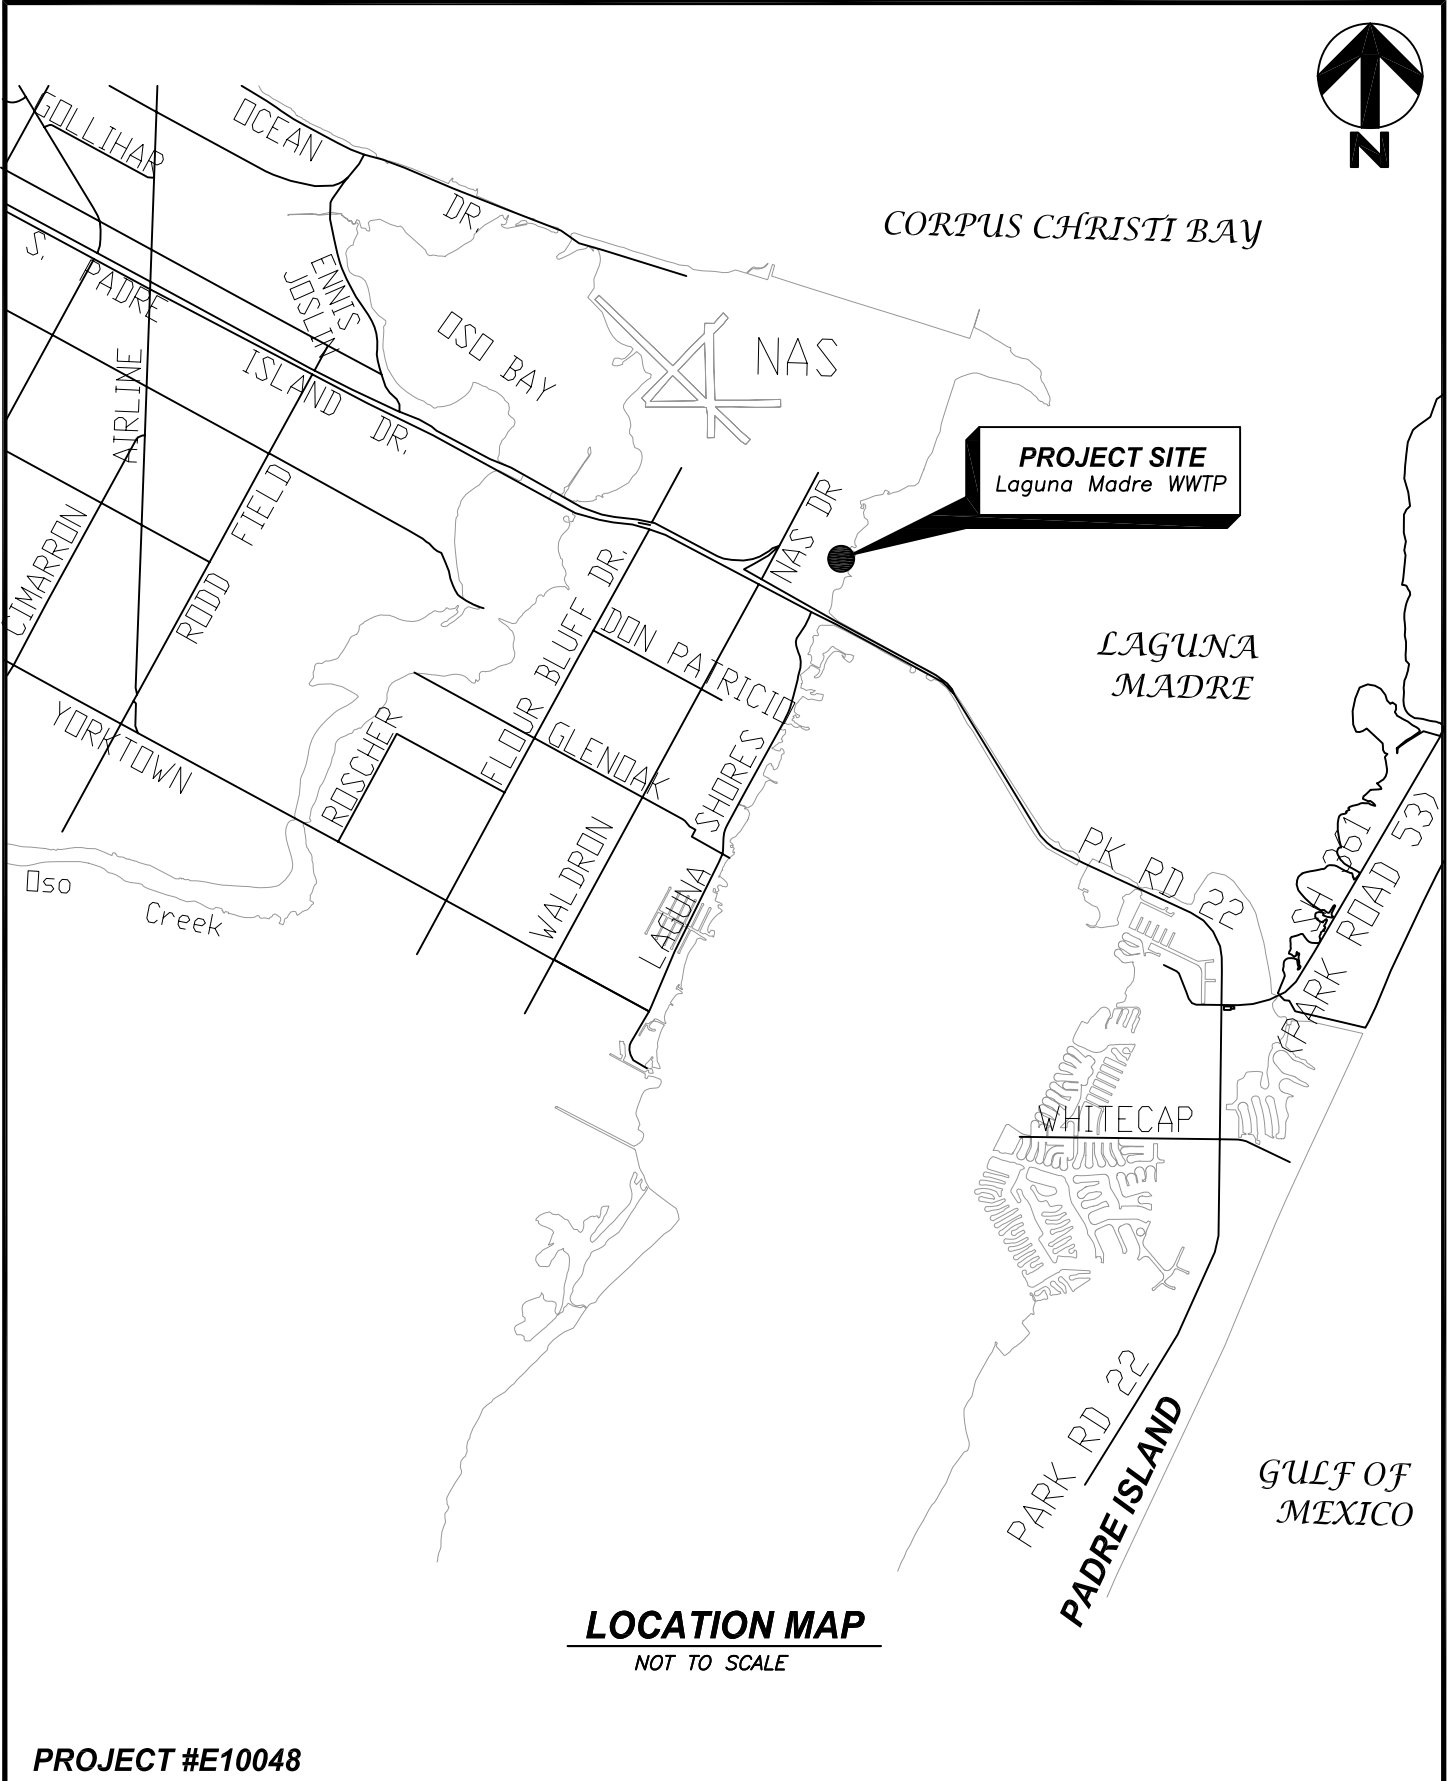 N
GOLLIHAR
OCEAN
DR.
CORPUS CHRISTI BAY
S.
PADRE
ISLAND
DR.
ENNIS
JOSLIN
OSO BAY
NAS
AIRLINE
PROJECT SITE
Laguna Madre WWTP
CIMARRON
RODD FIELD
NAS DR
FLOUR BLUFF DR.
DON PATRICIO
LAGUNA
MADRE
YORKTOWN
ROSCHER
GLENOAK
LAGUNA SHORES
WALDRON
Oso
Creek
PK RD 22
SH 361
(PARK ROAD 53)
WHITECAP
PARK RD 22
PADRE ISLAND
GULF OF
MEXICO
LOCATION MAP
NOT TO SCALE
PROJECT #E10048